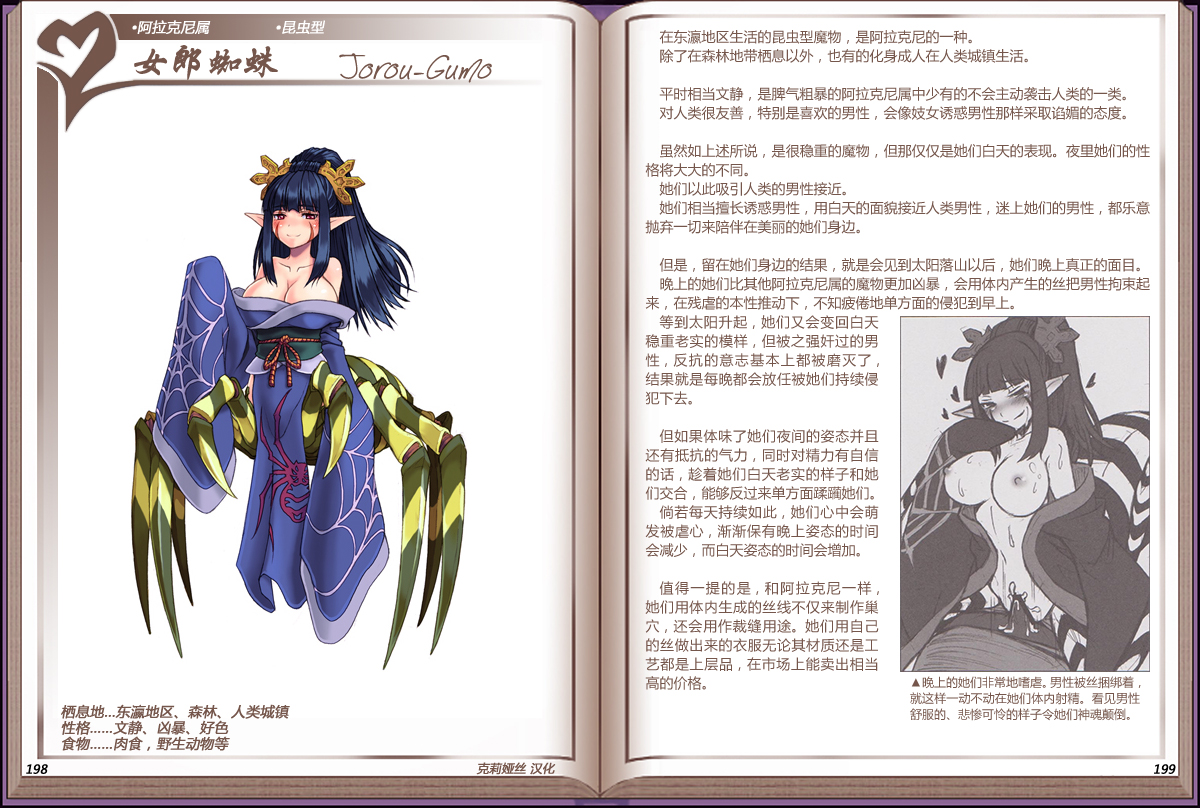 •阿拉克尼属
•昆虫型
女郎蜘蛛
Jorou-Gumo
栖息地...东瀛地区、森林、人类城镇
性格......文静、凶暴、好色
食物......肉食，野生动物等
198
克莉娅丝 汉化
在东瀛地区生活的昆虫型魔物，是阿拉克尼的一种。
除了在森林地带栖息以外，也有的化身成人在人类城镇生活。
平时相当文静，是脾气粗暴的阿拉克尼属中少有的不会主动袭击人类的一类。
对人类很友善，特别是喜欢的男性，会像妓女诱惑男性那样采取谄媚的态度。
虽然如上述所说，是很稳重的魔物，但那仅仅是她们白天的表现。夜里她们的性
格将大大的不同。
她们以此吸引人类的男性接近。
她们相当擅长诱惑男性，用白天的面貌接近人类男性，迷上她们的男性，都乐意
抛弃一切来陪伴在美丽的她们身边。
但是，留在她们身边的结果，就是会见到太阳落山以后，她们晚上真正的面目。
晚上的她们比其他阿拉克尼属的魔物更加凶暴，会用体内产生的丝把男性拘束起
来，在残虐的本性推动下，不知疲倦地单方面的侵犯到早上。
等到太阳升起，她们又会变回白天
稳重老实的模样，但被之强奸过的男
性，反抗的意志基本上都被磨灭了，
结果就是每晚都会放任被她们持续侵
犯下去。
但如果体味了她们夜间的姿态并且
还有抵抗的气力，同时对精力有自信
的话，趁着她们白天老实的样子和她
们交合，能够反过来单方面蹂躏她们。
倘若每天持续如此，她们心中会萌
发被虐心，渐渐保有晚上姿态的时间
会减少，而白天姿态的时间会增加。
值得一提的是，和阿拉克尼一样，
她们用体内生成的丝线不仅来制作巢
穴，还会用作裁缝用途。她们用自己
的丝做出来的衣服无论其材质还是工
艺都是上层品，在市场上能卖出相当
高的价格。
▲晚上的她们非常地嗜虐。男性被丝捆绑着，
就这样一动不动在她们体内射精。看见男性
舒服的、悲惨可怜的样子令她们神魂颠倒。
199